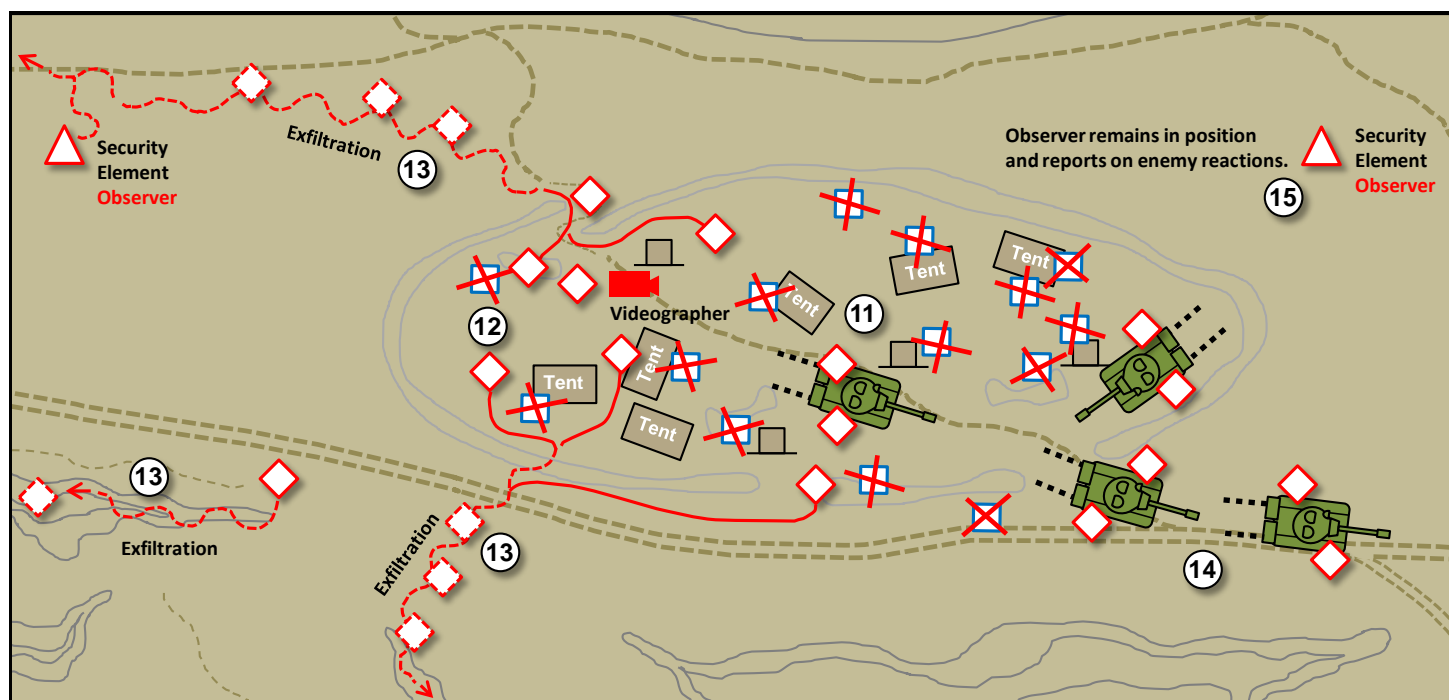 Exfiltration
13
Security
Element
Observer
Observer remains in position
and reports on enemy reactions.
15
Security
Element
Observer
12
Videographer
11
Tent
Tent
Tent
Tent
Tent
Tent
13
Exfiltration
Exfiltration
13
14